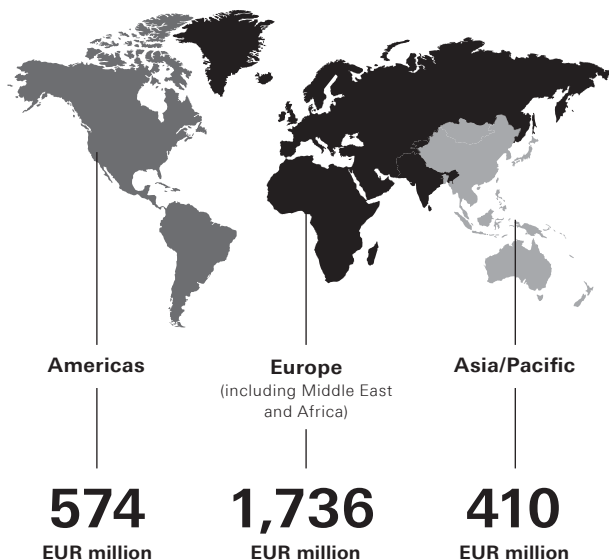 Americas
Europe
(including Middle East
and Africa)
Asia/Pacific
574
EUR million
1,736
EUR million
410
EUR million